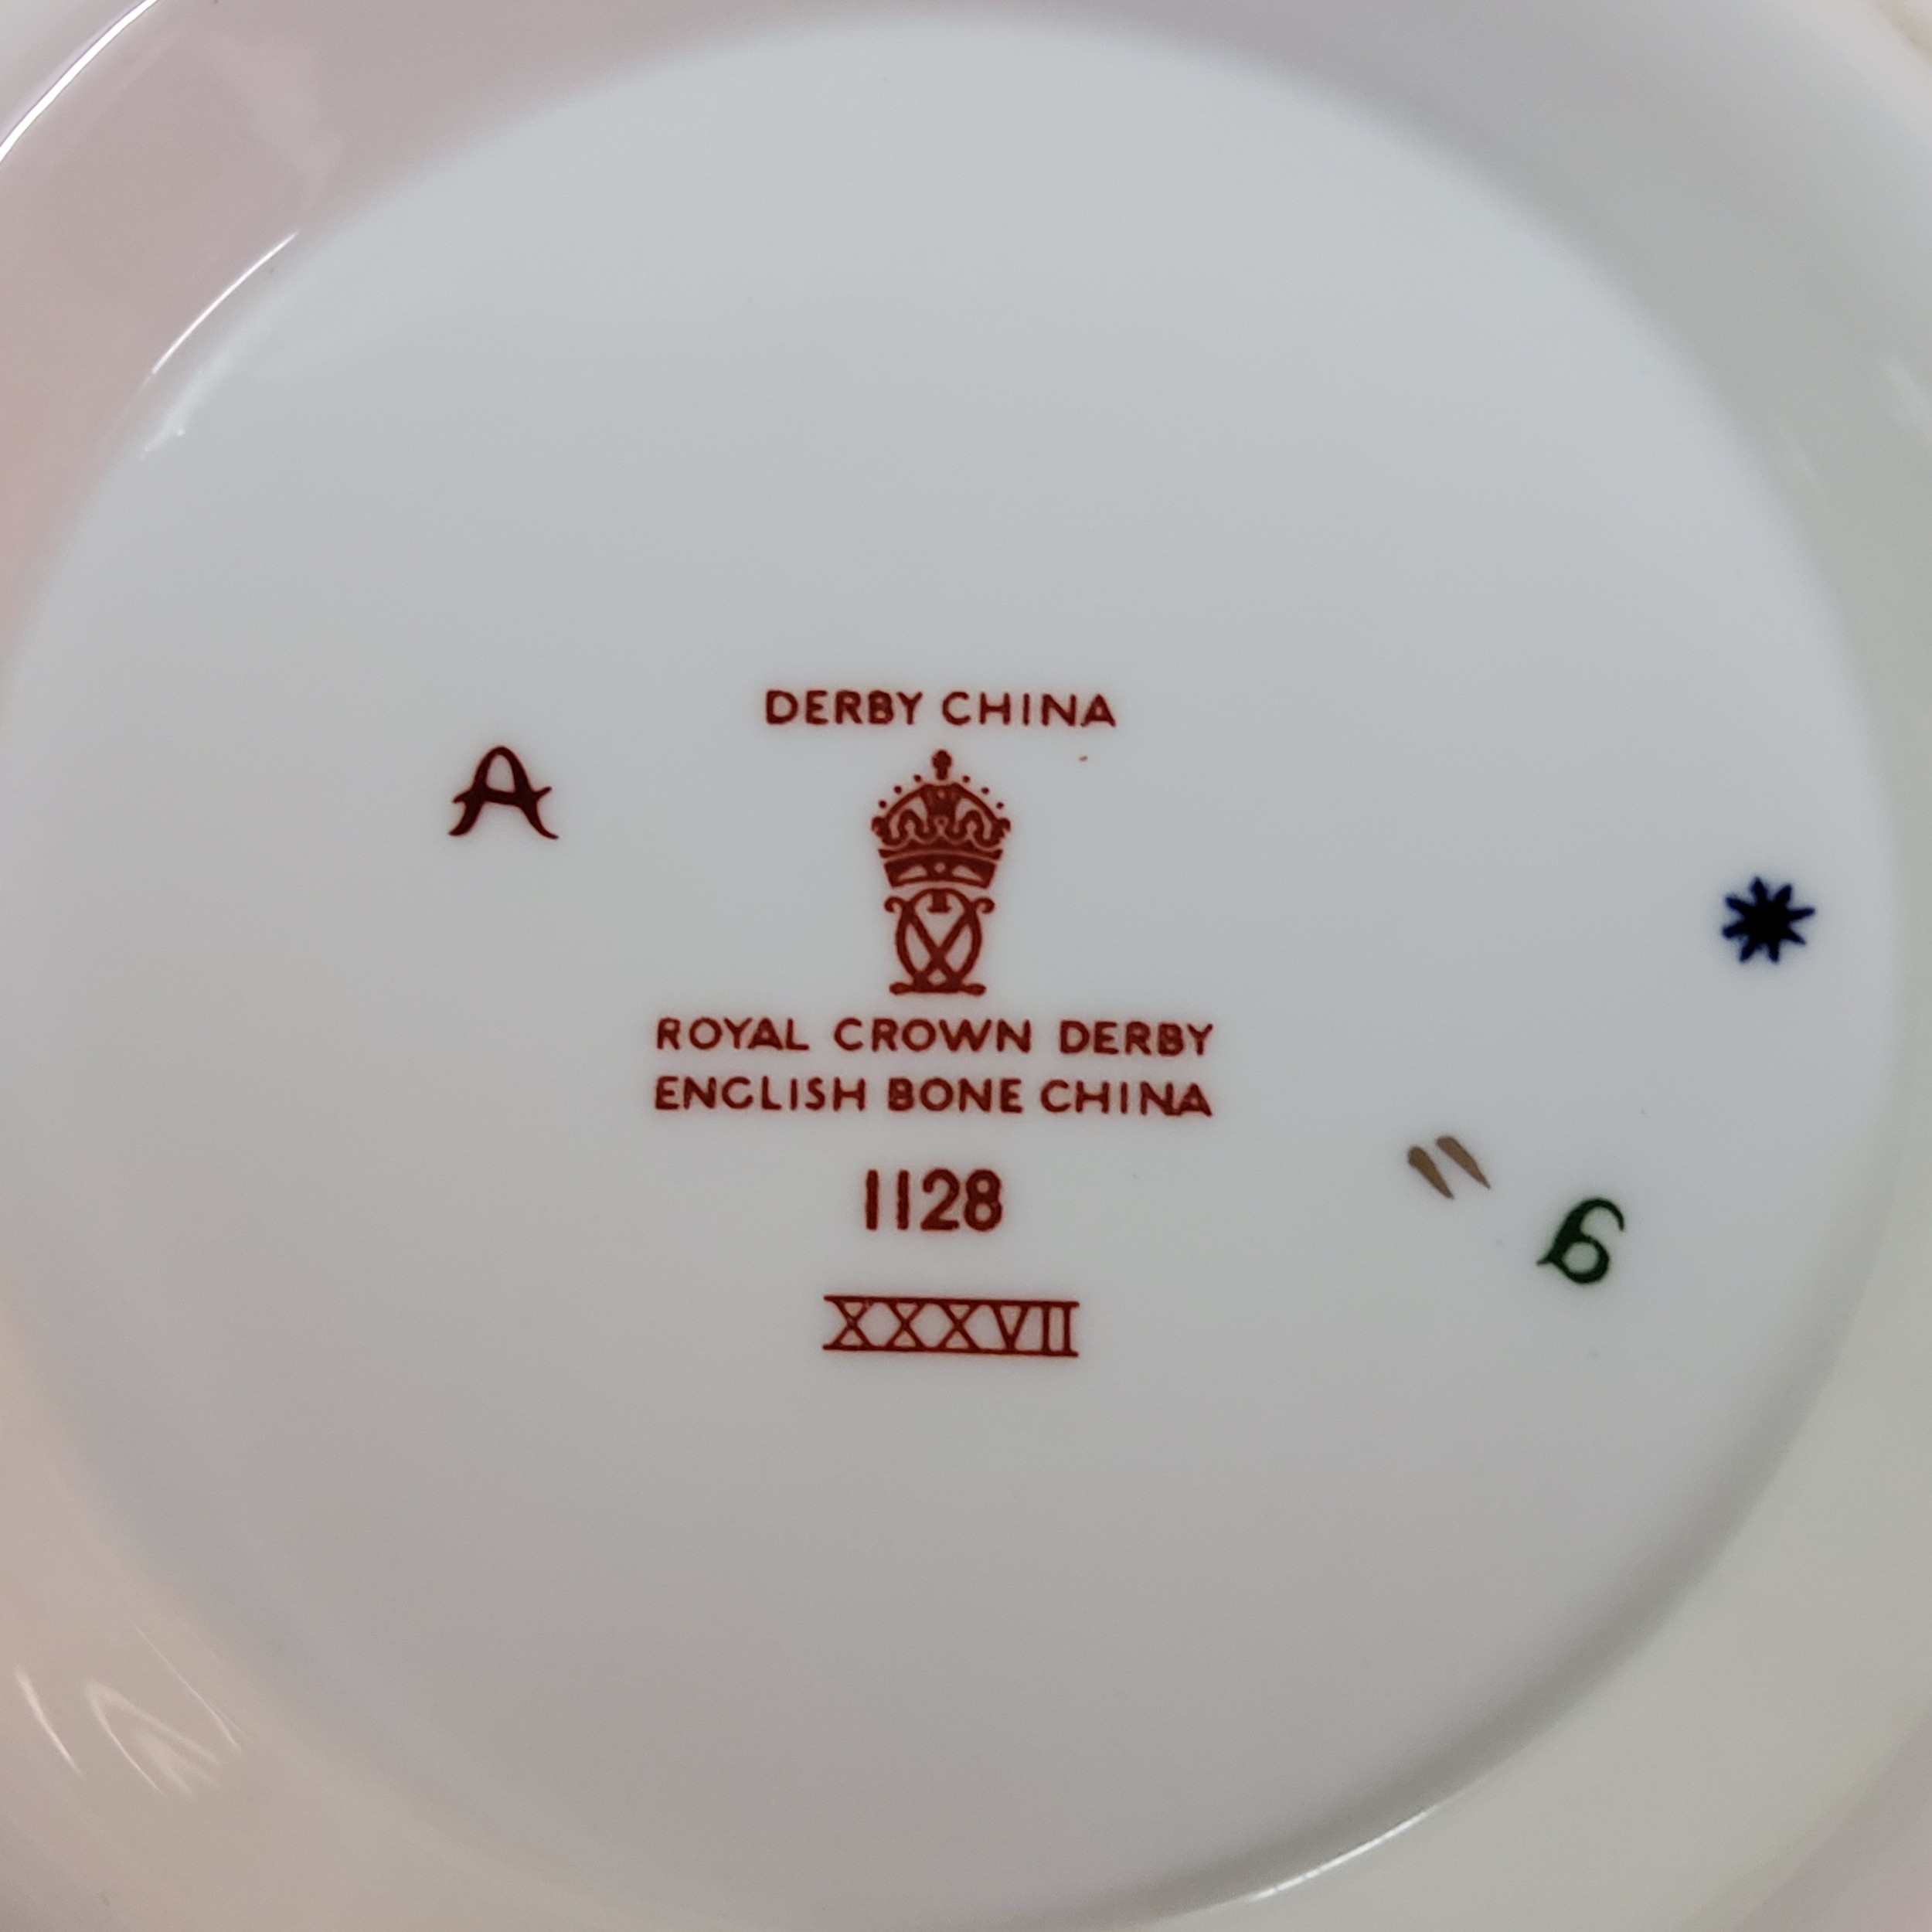 DERBY CHINA
A
ROYAL CROWN DERBY
ENGLISH BONE CHINA
1128
XXXVII